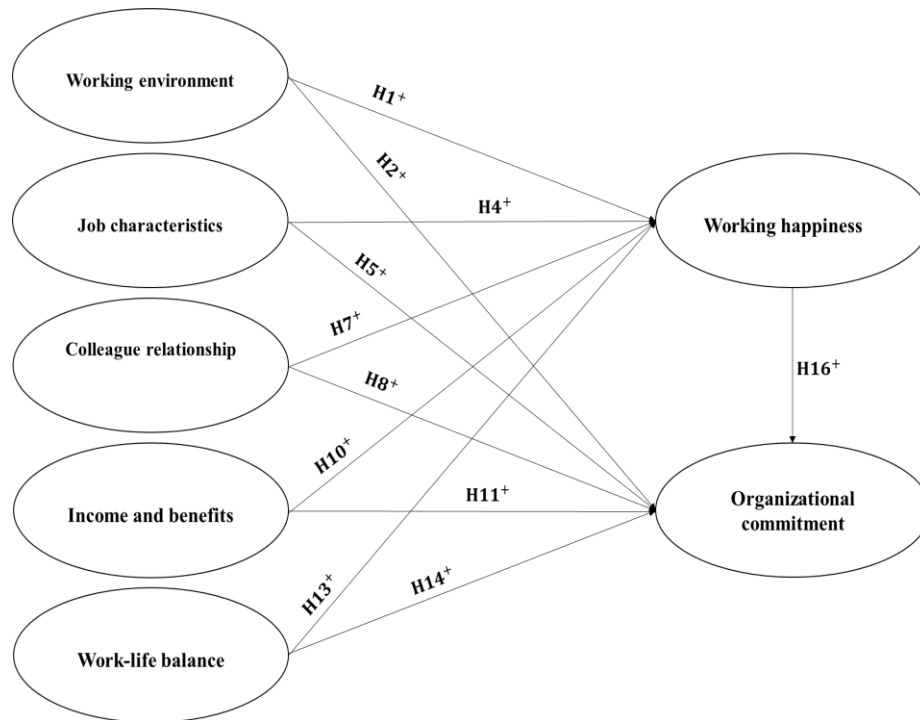 Working environment
H1⁺
H2⁺
Job characteristics
H4⁺
Working happiness
H5⁺
H7⁺
Colleague relationship
H8⁺
H16⁺
H10⁺
Income and benefits
H11⁺
Organizational
commitment
H13⁺
H14⁺
Work-life balance